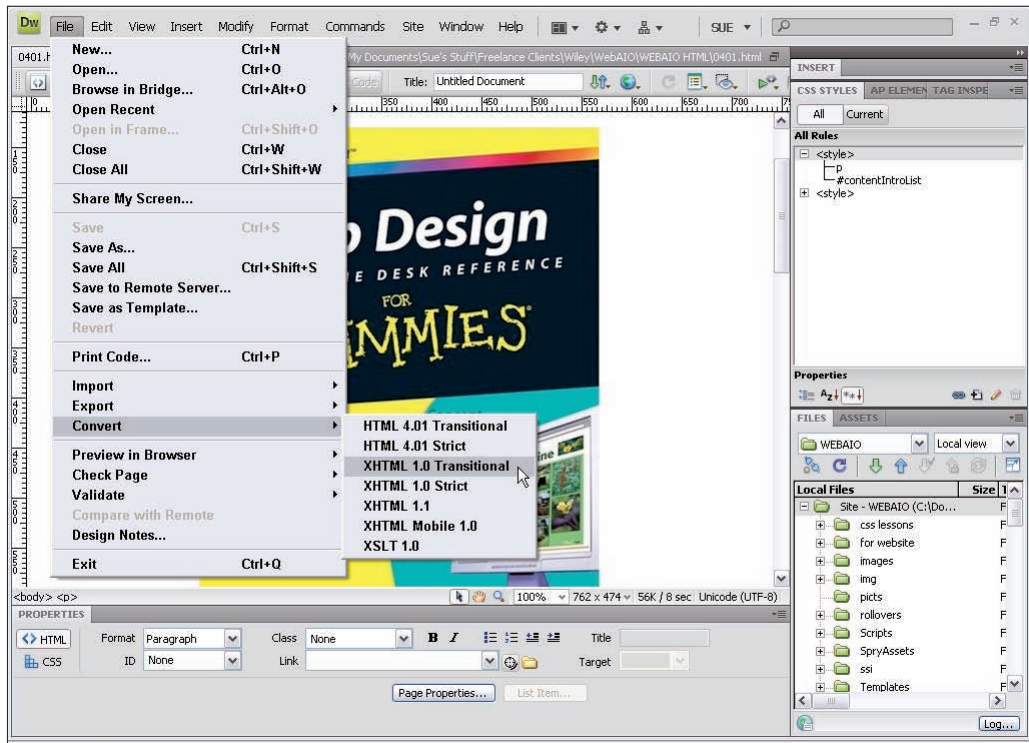 Dw File Edit View Insert Modify Format Commands Site Window Help SUE
0401.h My Documents\Sue's Stuff\Freelance Clients\Wiley\WebAIO\WEBAIO HTML\0401.html
Code Title: Untitled Document
0 350 400 450 500 550 600 650 700
New... Ctrl+N
Open... Ctrl+O
Browse in Bridge... Ctrl+Alt+O
Open Recent
Open in Frame... Ctrl+Shift+O
Close Ctrl+W
Close All Ctrl+Shift+W
Share My Screen...
Save Ctrl+S
Save As...
Save All Ctrl+Shift+S
Save to Remote Server...
Save as Template...
Revert
Print Code... Ctrl+P
Import
Export
Convert
Preview in Browser
Check Page
Validate
Compare with Remote
Design Notes...
Exit Ctrl+Q
HTML 4.01 Transitional
HTML 4.01 Strict
XHTML 1.0 Transitional
XHTML 1.0 Strict
XHTML 1.1
XHTML Mobile 1.0
XSLT 1.0
Design
E DESK REFERENCE
FOR
MMIES
<body> <p> 100% 762 x 474 56K / 8 sec Unicode (UTF-8)
PROPERTIES
HTML Format Paragraph Class None B I Title
CSS ID None Link Target
Page Properties... List Item...
INSERT
CSS STYLES AP ELEMEN TAG INSPE
All Current
All Rules
<style>
p
#contentIntroList
<style>
Properties
FILES ASSETS
WEBAIO Local view
Local Files Size
Site - WEBAIO (C:\Do... F
css lessons F
for website F
images F
img F
picts F
rollovers F
Scripts F
SpryAssets F
ssi F
Templates F
Log...